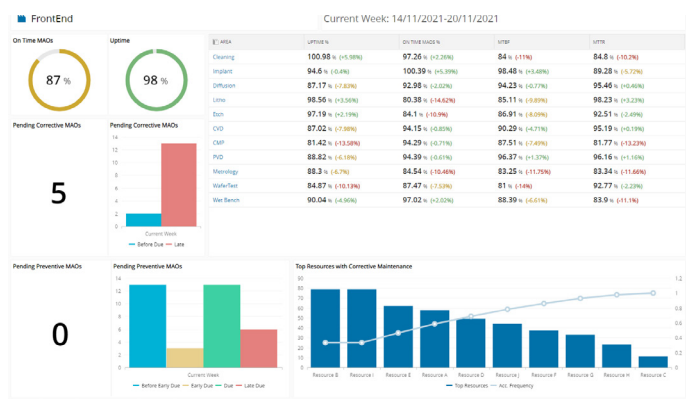 FrontEnd
Current Week: 14/11/2021-20/11/2021
On Time MAOs
Uptime
87 %
98 %
AREA UPTIME % ON TIME MAOS % MTBF MTTR
Cleaning 100.98 % (+5.98%) 97.26 % (+2.26%) 84 % (-11%) 84.8 % (-10.2%)
Implant 94.6 % (-0.4%) 100.39 % (+5.39%) 98.48 % (+3.48%) 89.28 % (-5.72%)
Diffusion 87.17 % (-7.83%) 92.98 % (-2.02%) 94.23 % (-0.77%) 95.46 % (+0.46%)
Litho 98.56 % (+3.56%) 80.38 % (-14.62%) 85.11 % (-9.89%) 98.23 % (+3.23%)
97.19 % (+2.19%) 84.1 % (-10.9%) 86.91 % (-8.09%) 92.51 % (-2.49%)
CVD 87.02 % (-7.98%) 94.15 % (-0.85%) 90.29 % (-4.71%) 95.19 % (+0.19%)
CMP 81.42 % (-13.58%) 94.29 % (-0.71%) 87.51 % (-7.49%) 81.77 % (-13.23%)
PVD 88.82 % (-6.18%) 94.39 % (-0.61%) 96.37 % (+1.37%) 96.16 % (+1.16%)
Metrology 88.3 % (-6.7%) 84.54 % (-10.46%) 83.25 % (-11.75%) 83.34 % (-11.66%)
WaferTest 84.87 % (-10.13%) 87.47 % (-7.53%) 81 % (-14%) 92.77 % (-2.23%)
Wet Bench 90.04 % (-4.96%) 97.02 % (+2.02%) 88.39 % (-6.61%) 83.9 % (-11.1%)
Pending Corrective MAOs
5
Pending Corrective MAOs
14
12
10
8
6
4
2
0
Current Week
Before Due Late
Pending Preventive MAOs
0
Pending Preventive MAOs
14
12
10
8
6
4
2
0
Current Week
Before Early Due Early Due Due Late Due
Top Resources with Corrective Maintenance
90
80
70
60
50
40
30
20
10
0
1.2
1
0.8
0.6
0.4
0.2
0
Resource B Resource I Resource E Resource A Resource D Resource J Resource F Resource G Resource H Resource C
Top Resources Acc. Frequency